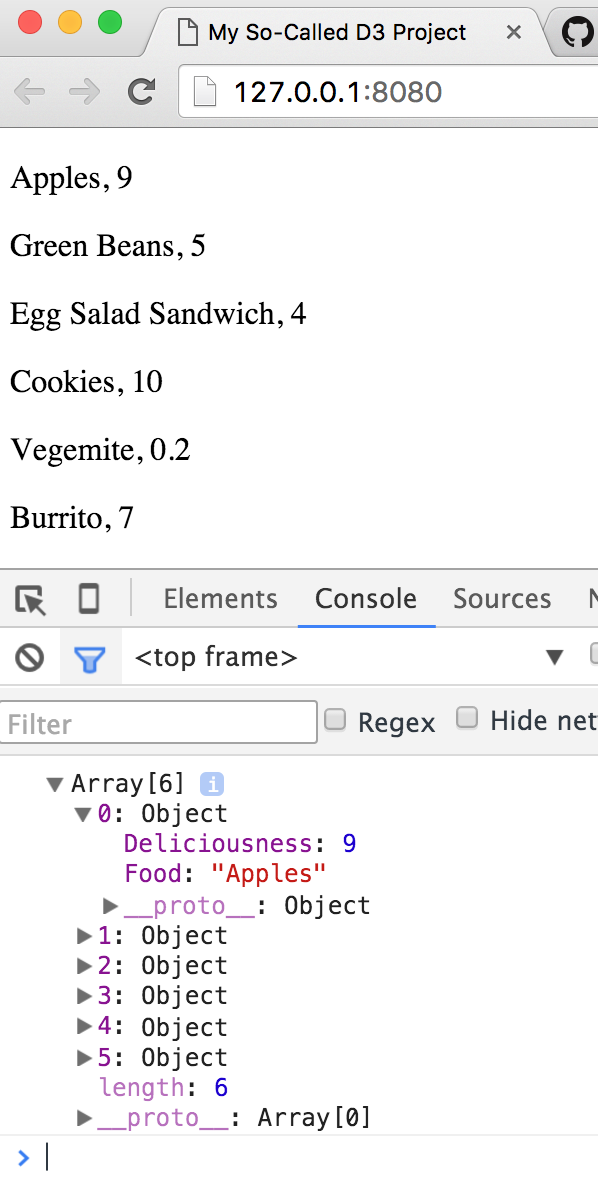 My So-Called D3 Project
127.0.0.1:8080
Apples, 9
Green Beans, 5
Egg Salad Sandwich, 4
Cookies, 10
Vegemite, 0.2
Burrito, 7
Elements Console Sources
<top frame>
Filter Regex Hide net
Array[6] i
0: Object
Deliciousness: 9
Food: "Apples"
__proto__: Object
1: Object
2: Object
3: Object
4: Object
5: Object
length: 6
__proto__: Array[0]